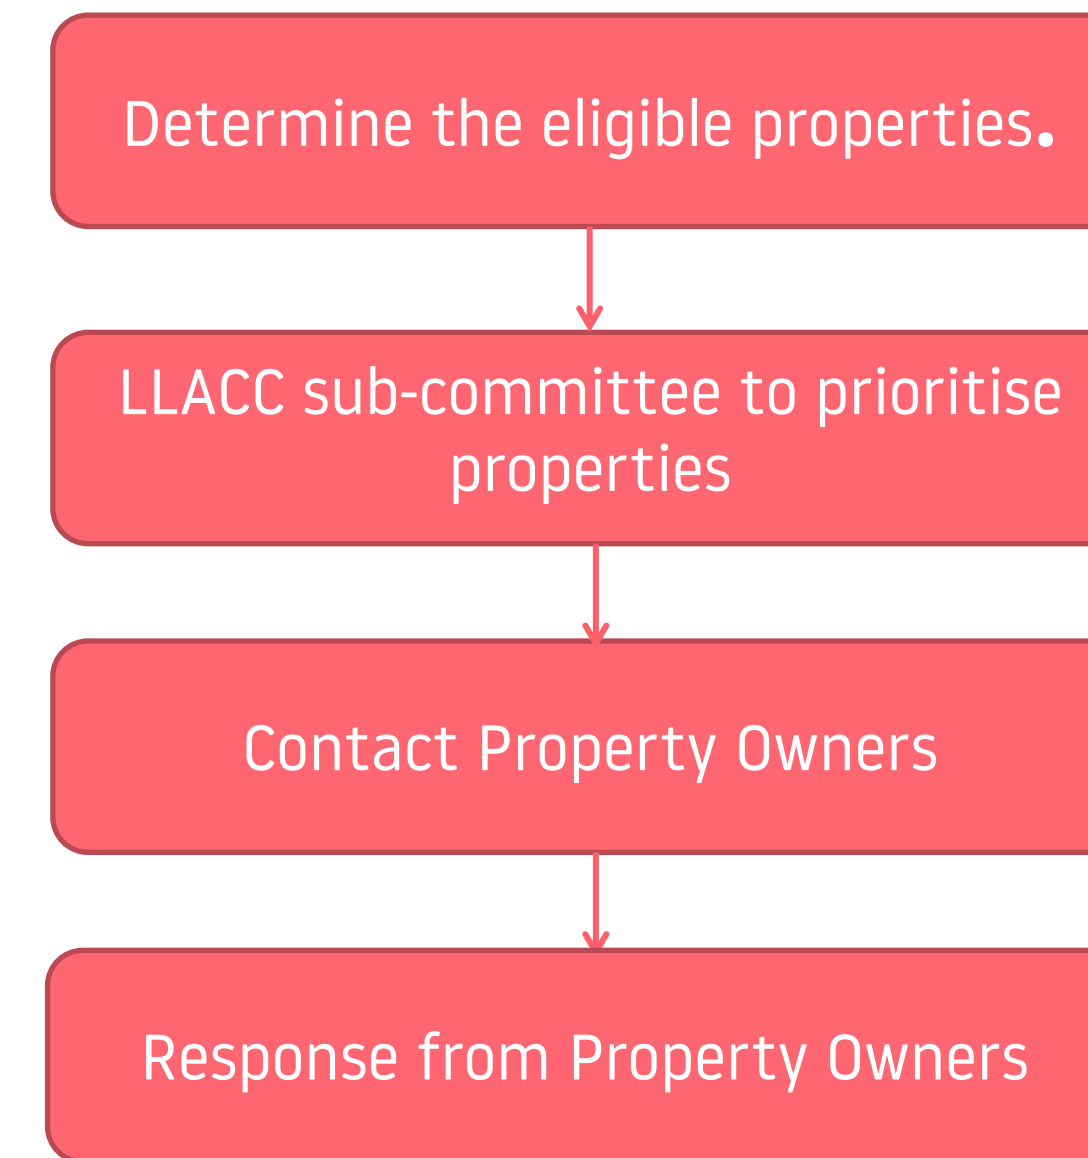 Determine the eligible properties.
LLACC sub-committee to prioritise
properties
Contact Property Owners
Response from Property Owners